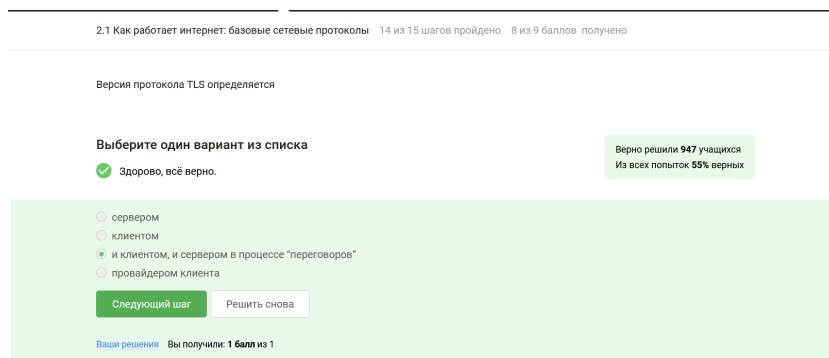 2.1 Как работает интернет: базовые сетевые протоколы 14 из 15 шагов пройдено 8 из 9 баллов получено
Версия протокола TLS определяется
Выберите один вариант из списка
Здорово, всё верно.
Верно решили 947 учащихся
Из всех попыток 55% верных
сервером
клиентом
и клиентом, и сервером в процессе "переговоров"
провайдером клиента
Следующий шаг Решить снова
Ваши решения Вы получили: 1 балл из 1